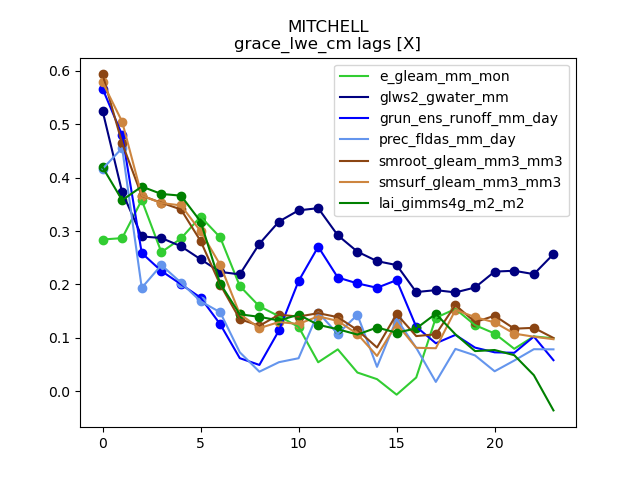 MITCHELL
grace_lwe_cm lags [X]
e_gleam_mm_mon
glws2_gwater_mm
grun_ens_runoff_mm_day
prec_fldas_mm_day
smroot_gleam_mm3_mm3
smsurf_gleam_mm3_mm3
lai_gimms4g_m2_m2
0.6
0.5
0.4
0.3
0.2
0.1
0.0
0 5 10 15 20